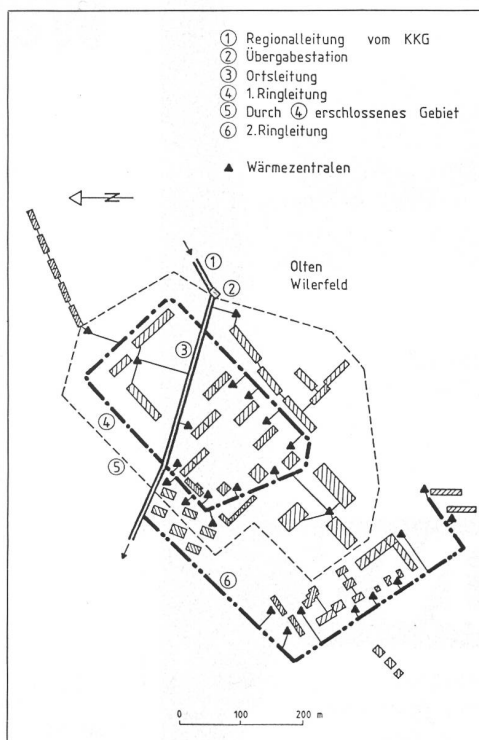 ① Regionalleitung vom KKG
② Übergabestation
③ Ortsleitung
④ 1. Ringleitung
⑤ Durch ④ erschlossenes Gebiet
⑥ 2. Ringleitung
▲ Wärmezentralen
N
①
Olten
Wilerfeld
②
③
④
⑤
⑥
0 100 200 m